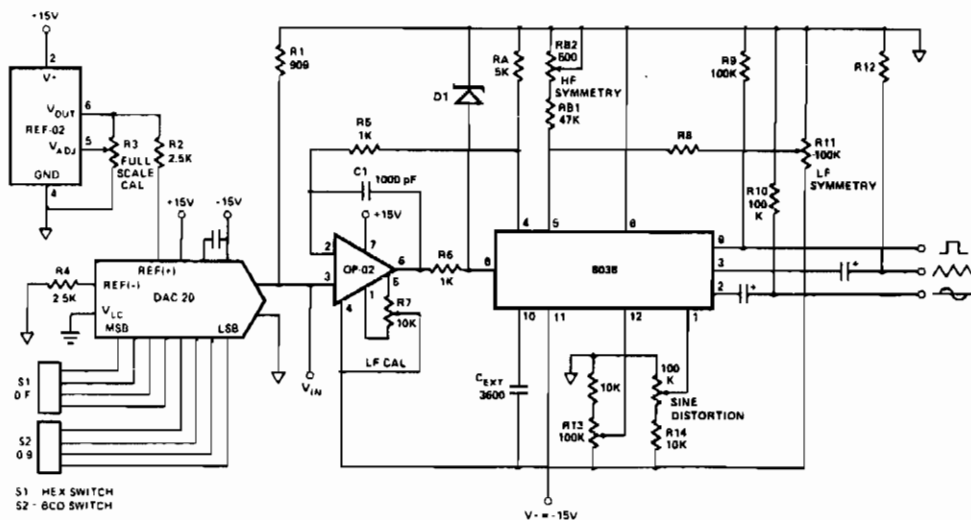 +15V
2
V+
VOUT
6
REF-02
VADJ
5
GND
4
R3
FULL
SCALE
CAL
R2
2.5K
+15V
-15V
R4
2.5K
REF(+)
REF(-)
DAC 20
VLC
MSB
LSB
S1
0 F
S2
0 9
S1 - HEX SWITCH
S2 - BCD SWITCH
R1
909
R5
1K
C1
1000 pF
+15V
2
7
OP-02
3
6
5
4
1
R7
10K
LF CAL
VIN
R6
1K
D1
RA
5K
RB2
500
HF
SYMMETRY
RB1
47K
R8
R9
100K
R10
100
K
R11
100K
LF
SYMMETRY
R12
4
5
6
8
8038
9
3
2
10
11
12
1
CEXT
3600
10K
R13
100K
100
K
SINE
DISTORTION
R14
10K
V- = -15V